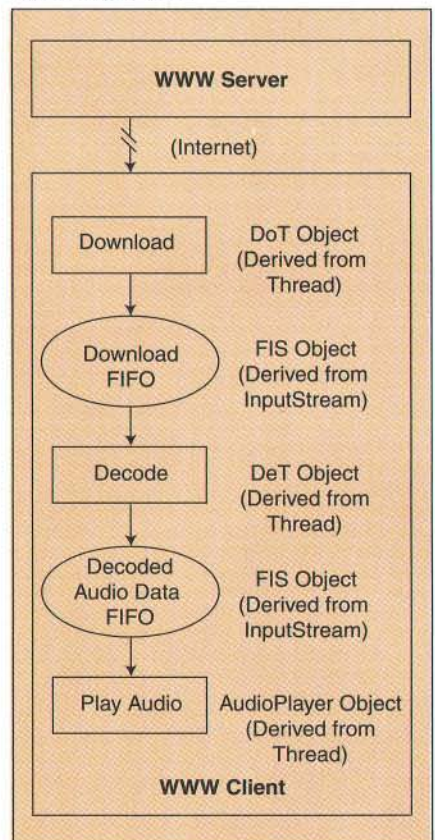 WWW Server
(Internet)
Download
DoT Object
(Derived from
Thread)
Download
FIFO
FIS Object
(Derived from
InputStream)
Decode
DeT Object
(Derived from
Thread)
Decoded
Audio Data
FIFO
FIS Object
(Derived from
InputStream)
Play Audio
AudioPlayer Object
(Derived from
Thread)
WWW Client